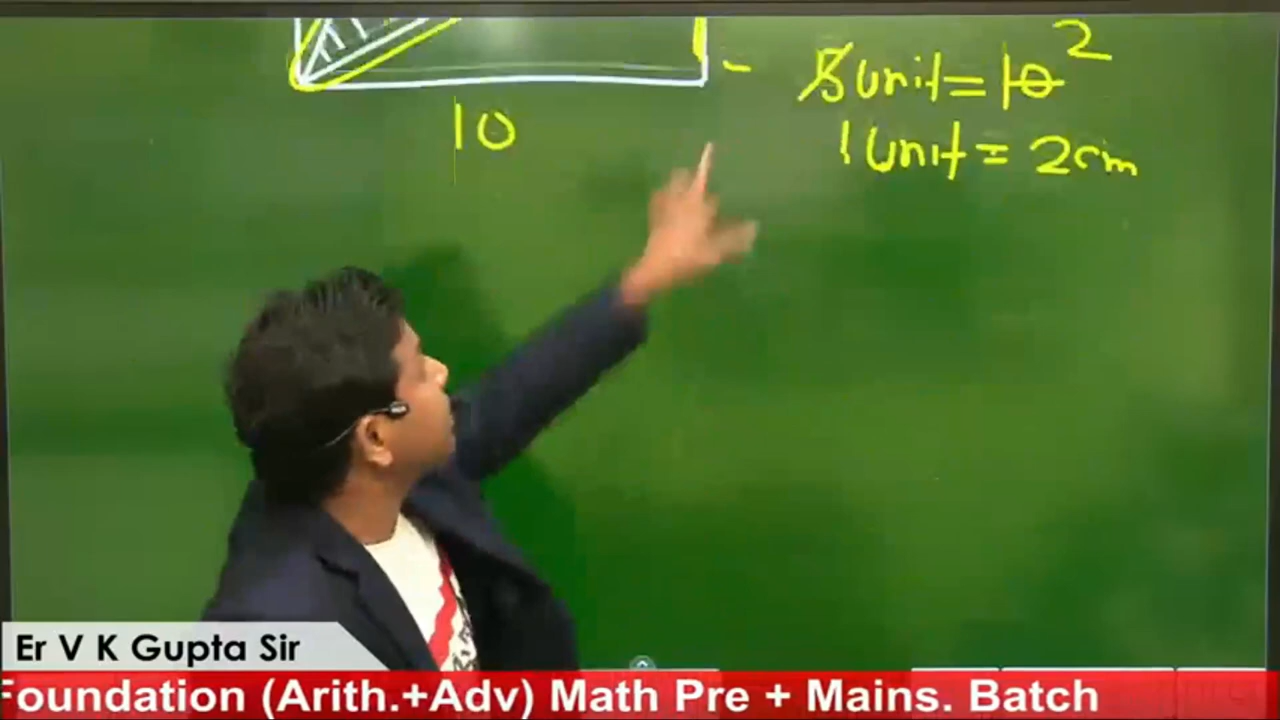 5 unit = 10 2
10
1 unit = 2cm
Er V K Gupta Sir
Foundation (Arith.+Adv) Math Pre + Mains. Batch